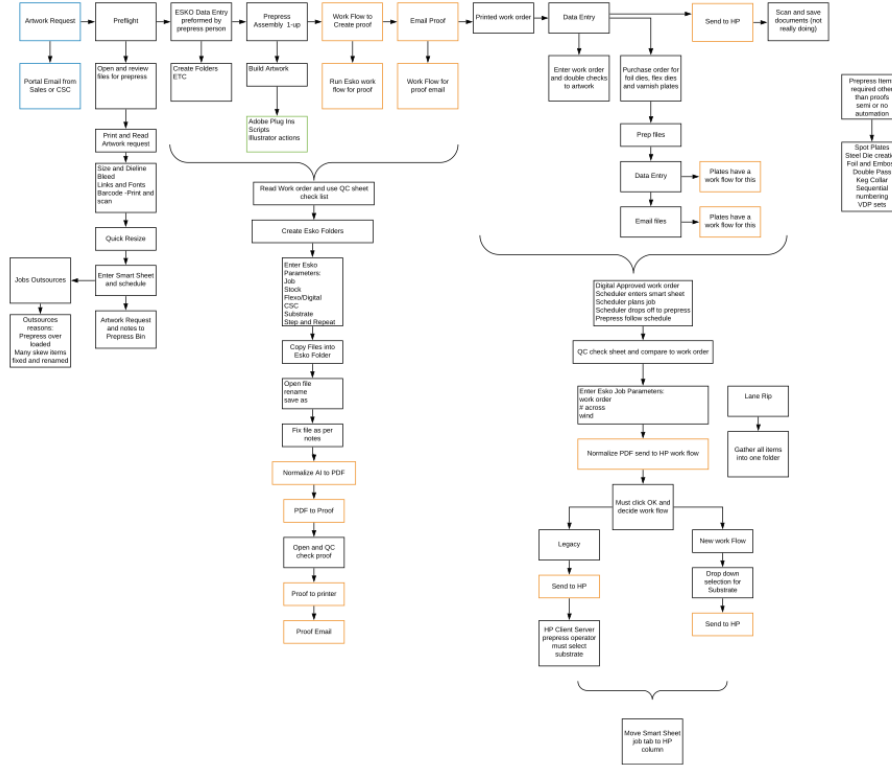 Artwork Request
Preflight
ESKO Data Entry
preformed by
prepress person
Prepress
Assembly 1-up
Work Flow to
Create proof
Email Proof
Printed work order
Data Entry
Send to HP
Scan and save
documents (not
really doing)
Portal Email from
Sales or CSC
Open and review
files for prepress
Create Folders
ETC
Build Artwork
Run Esko work
flow for proof
Work Flow for
proof email
Enter work order
and double checks
to artwork
Purchase order for
foil dies, flex dies
and varnish plates
Prepress Items
required other
than proofs
semi or no
automation
Adobe Plug Ins
Scripts
Illustrator actions
Print and Read
Artwork request
Prep files
Size and Dieline
Bleed
Links and Fonts
Barcode -Print and
scan
Spot Plates
Steel Die creation
Foil and Emboss
Double Pass
Keg Collar
Sequential
numbering
VDP sets
Data Entry
Plates have a
work flow for this
Read Work order and use QC sheet
check list
Email files
Plates have a
work flow for this
Quick Resize
Create Esko Folders
Jobs Outsources
Enter Smart Sheet
and schedule
Enter Esko
Parameters:
Job
Stock
Flexo/Digital
CSC
Substrate
Step and Repeat
Digital Approved work order
Scheduler enters smart sheet
Scheduler plans job
Scheduler drops off to prepress
Prepress follow schedule
Outsources
reasons:
Prepress over
loaded
Many skew items
fixed and renamed
Artwork Request
and notes to
Prepress Bin
Copy Files into
Esko Folder
QC check sheet and compare to work order
Open file
rename
save as
Enter Esko Job Parameters:
work order
# across
wind
Lane Rip
Fix file as per
notes
Normalize PDF send to HP work flow
Gather all items
into one folder
Normalize AI to PDF
PDF to Proof
Must click OK and
decide work flow
Open and QC
check proof
Legacy
New work Flow
Proof to printer
Send to HP
Drop down
selection for
Substrate
Proof Email
HP Client Server
prepress operator
must select
substrate
Send to HP
Move Smart Sheet
job tab to HP
column